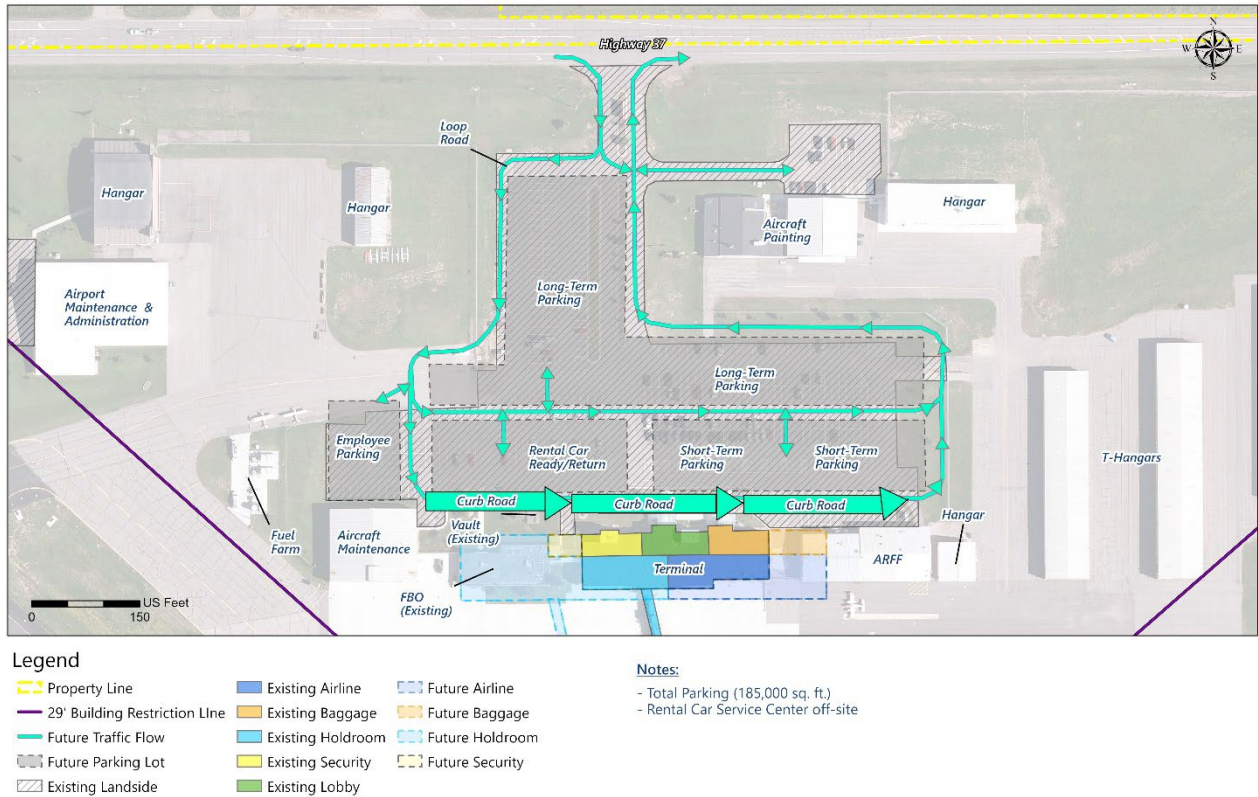 Highway 37
N
W E
S
Loop
Road
Hangar
Hangar
Hangar
Aircraft
Painting
Airport
Maintenance &
Administration
Long-Term
Parking
Long-Term
Parking
Employee
Parking
Rental Car
Ready/Return
Short-Term
Parking
Short-Term
Parking
T-Hangars
Curb Road
Curb Road
Curb Road
Fuel
Farm
Aircraft
Maintenance
Vault
(Existing)
Hangar
FBO
(Existing)
Terminal
ARFF
US Feet
0 150
Legend
Property Line
29' Building Restriction LIne
Future Traffic Flow
Future Parking Lot
Existing Landside
Existing Airline
Existing Baggage
Existing Holdroom
Existing Security
Existing Lobby
Future Airline
Future Baggage
Future Holdroom
Future Security
Notes:
- Total Parking (185,000 sq. ft.)
- Rental Car Service Center off-site